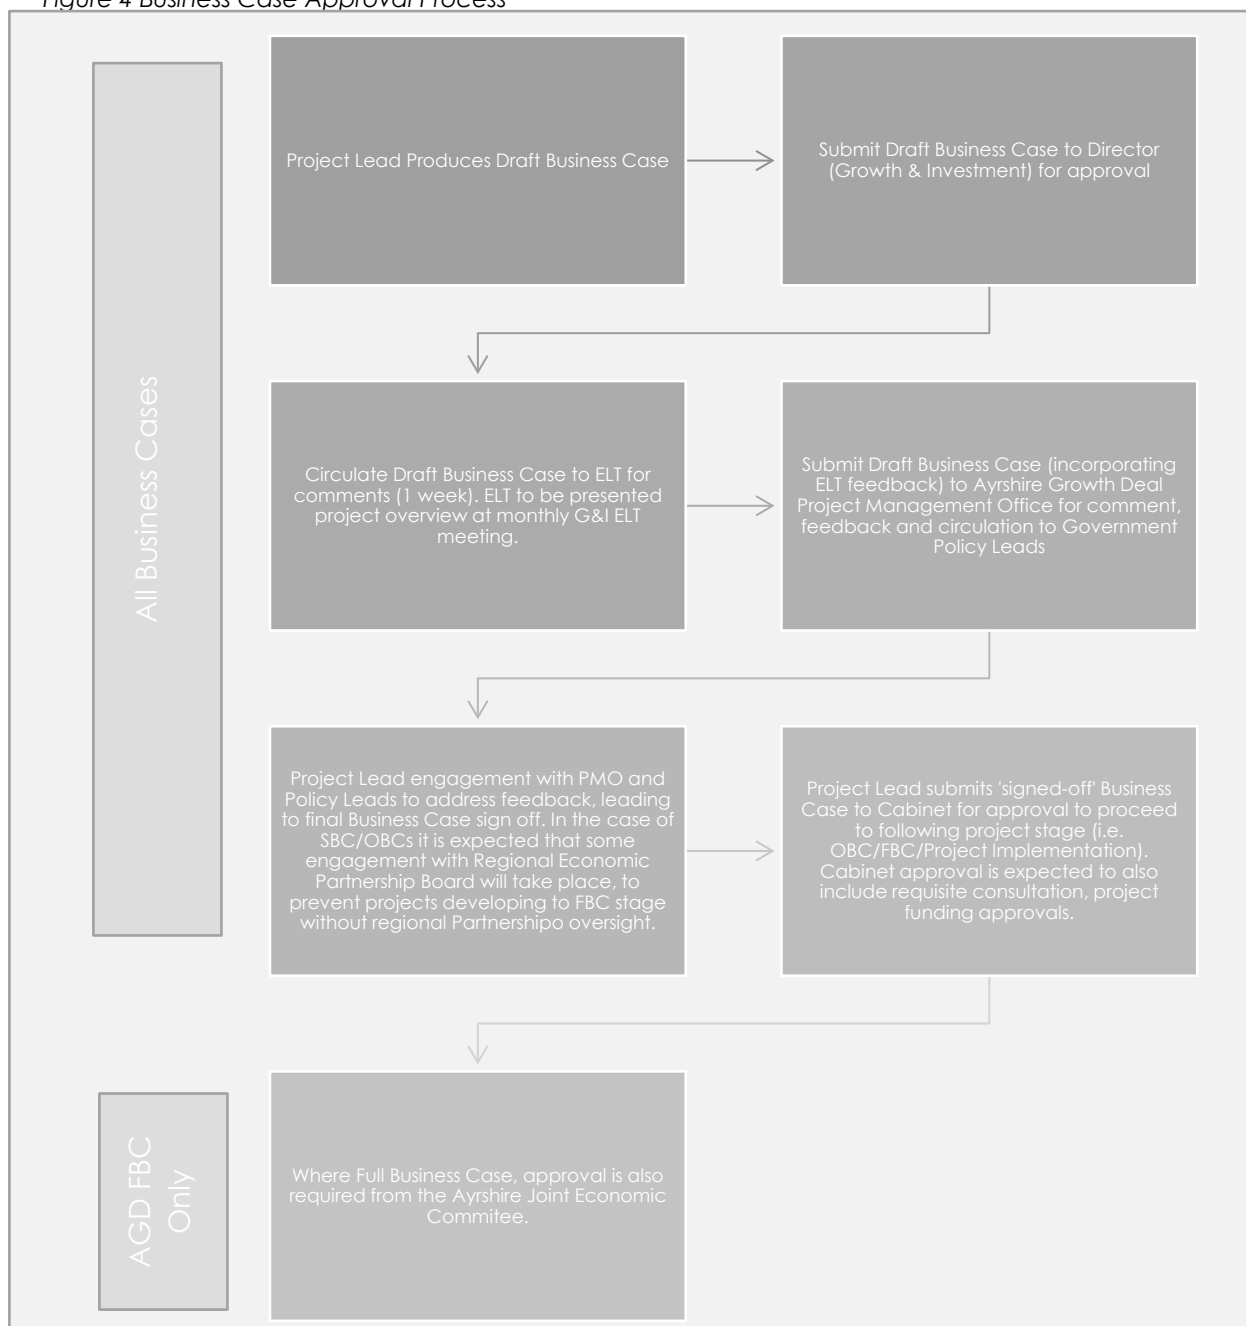 Figure 4 Business Case Approval Process
All Business Cases
Project Lead Produces Draft Business Case
Submit Draft Business Case to Director
(Growth & Investment) for approval
Circulate Draft Business Case to ELT for
comments (1 week). ELT to be presented
project overview at monthly G&I ELT
meeting.
Submit Draft Business Case (incorporating
ELT feedback) to Ayrshire Growth Deal
Project Management Office for comment,
feedback and circulation to Government
Policy Leads
Project Lead engagement with PMO and
Policy Leads to address feedback, leading
to final Business Case sign off. In the case of
SBC/OBCs it is expected that some
engagement with Regional Economic
Partnership Board will take place, to
prevent projects developing to FBC stage
without regional Partnershipo oversight.
Project Lead submits 'signed-off' Business
Case to Cabinet for approval to proceed
to following project stage (i.e.
OBC/FBC/Project Implementation).
Cabinet approval is expected to also
include requisite consultation, project
funding approvals.
AGD FBC
Only
Where Full Business Case, approval is also
required from the Ayrshire Joint Economic
Commitee.